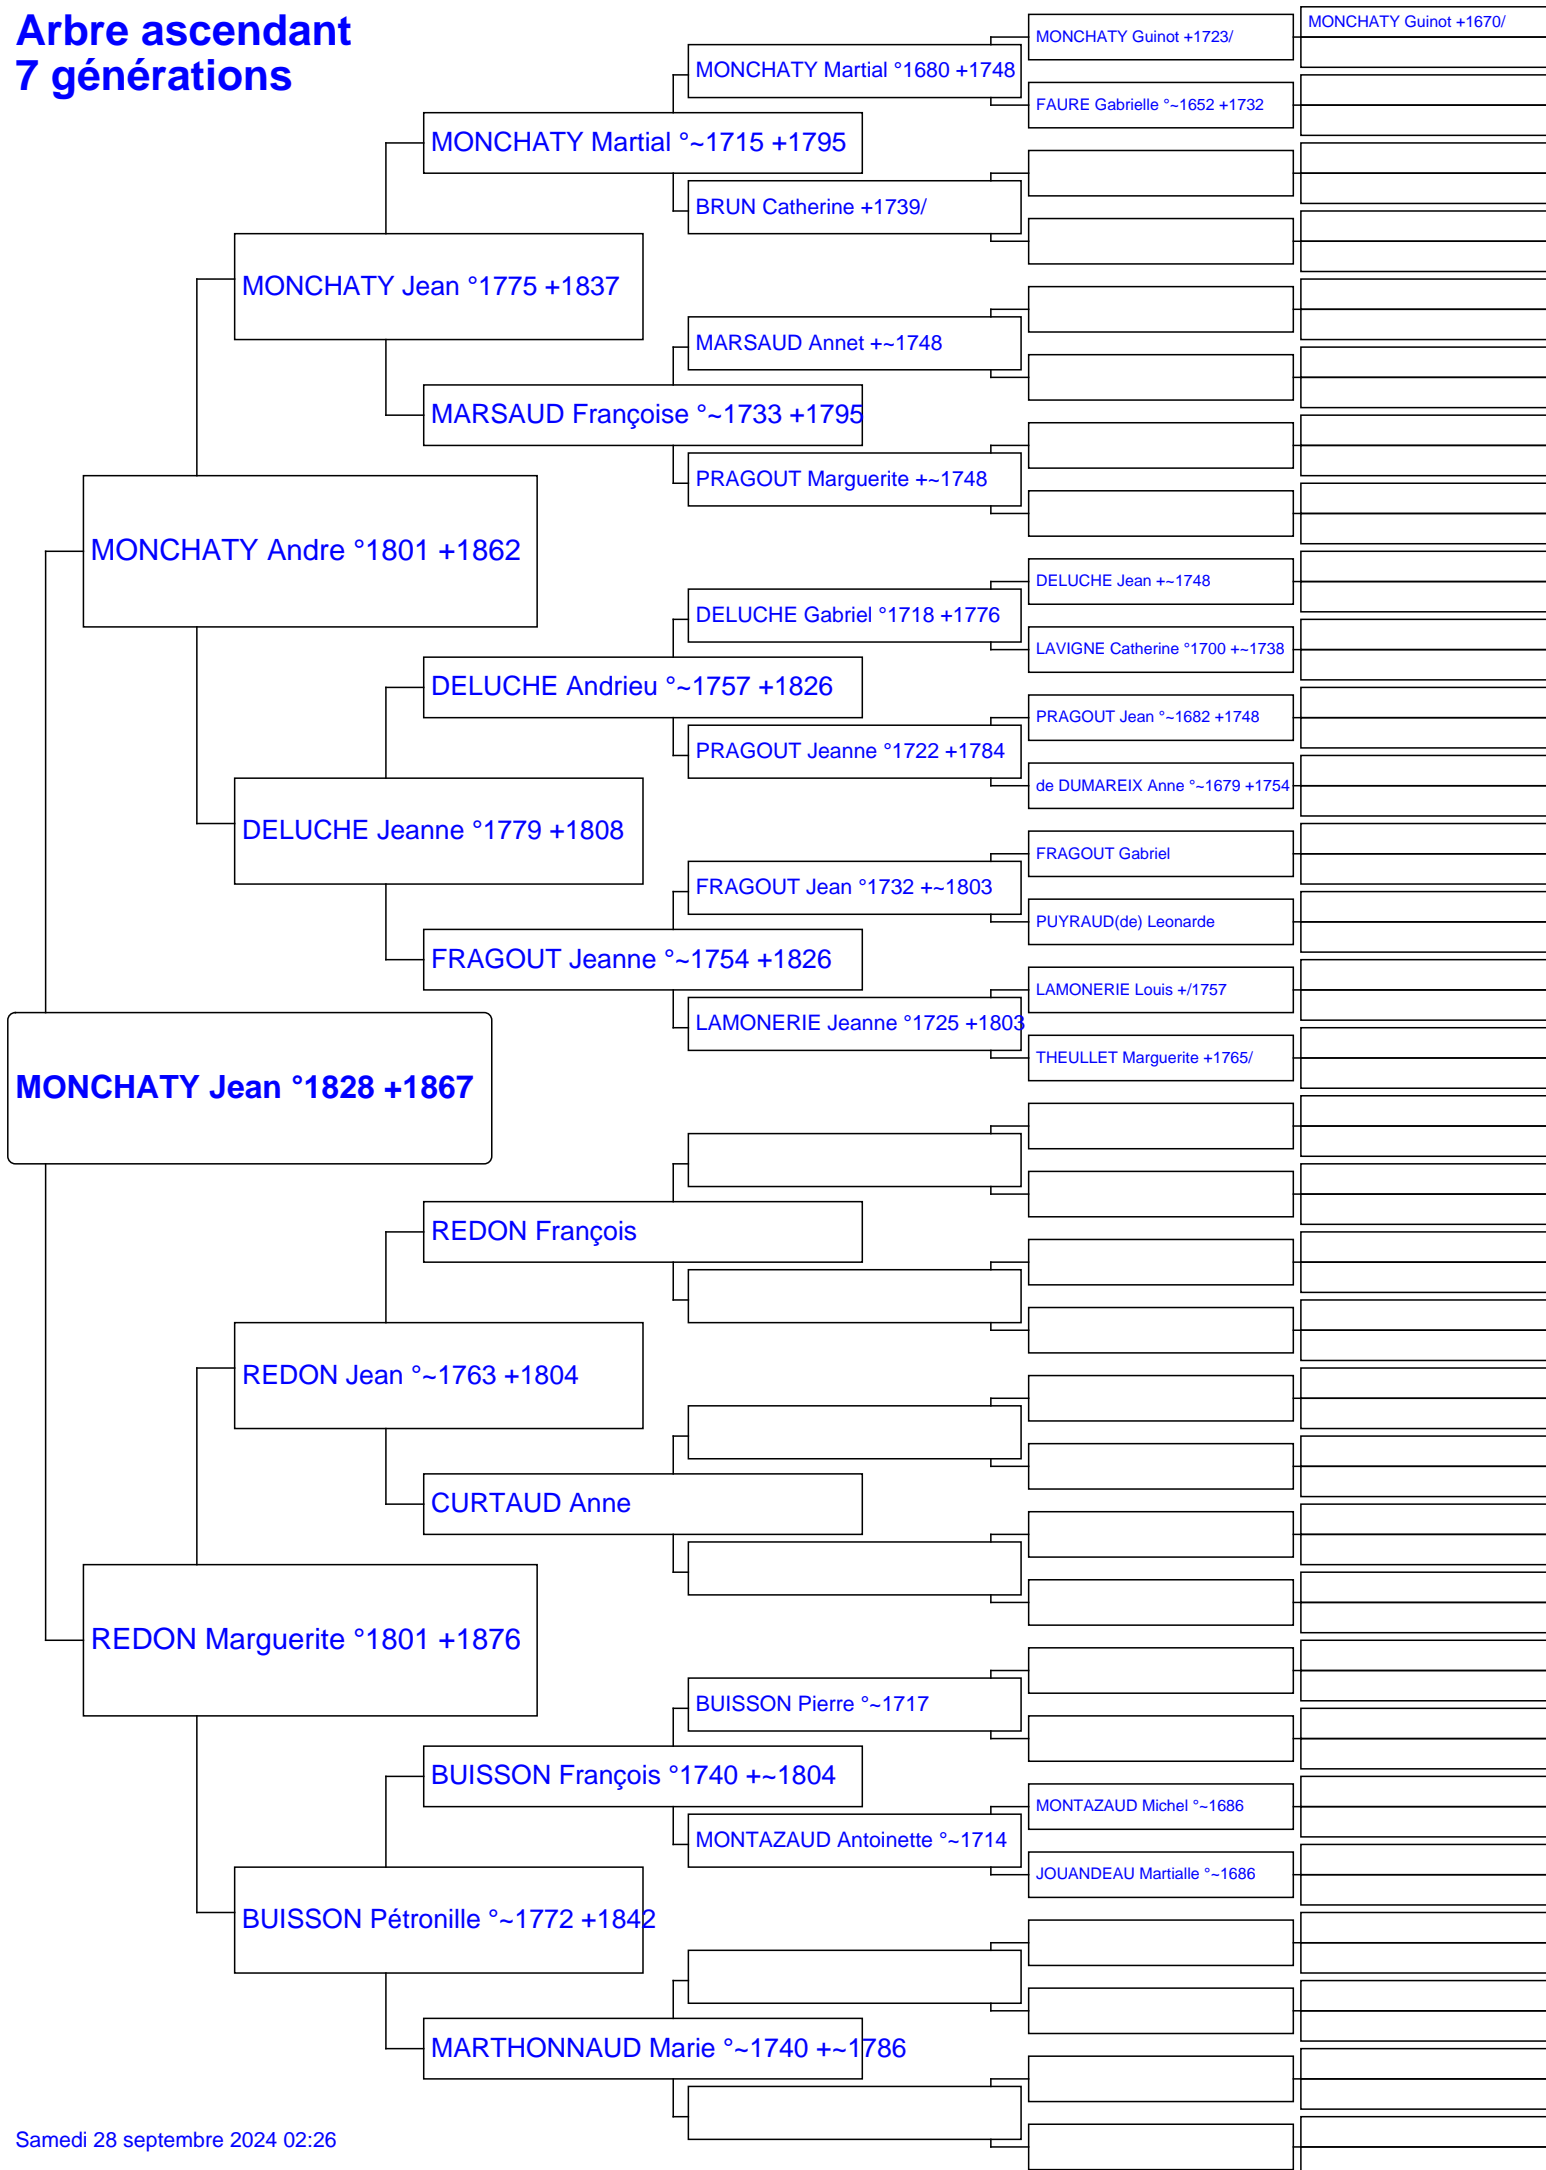 Arbre ascendant
7 générations
MONCHATY Guinot +1670/
MONCHATY Guinot +1723/
MONCHATY Martial °1680 +1748
FAURE Gabrielle °~1652 +1732
MONCHATY Martial °~1715 +1795
BRUN Catherine +1739/
MONCHATY Jean °1775 +1837
MARSAUD Annet +~1748
MARSAUD Françoise °~1733 +1795
PRAGOUT Marguerite +~1748
MONCHATY Andre °1801 +1862
DELUCHE Jean +~1748
DELUCHE Gabriel °1718 +1776
LAVIGNE Catherine °1700 +~1738
DELUCHE Andrieu °~1757 +1826
PRAGOUT Jean °~1682 +1748
PRAGOUT Jeanne °1722 +1784
de DUMAREIX Anne °~1679 +1754
DELUCHE Jeanne °1779 +1808
FRAGOUT Gabriel
FRAGOUT Jean °1732 +~1803
PUYRAUD(de) Leonarde
FRAGOUT Jeanne °~1754 +1826
LAMONERIE Louis +/1757
LAMONERIE Jeanne °1725 +1803
THEULLET Marguerite +1765/
MONCHATY Jean °1828 +1867
REDON François
REDON Jean °~1763 +1804
CURTAUD Anne
REDON Marguerite °1801 +1876
BUISSON Pierre °~1717
BUISSON François °1740 +~1804
MONTAZAUD Michel °~1686
MONTAZAUD Antoinette °~1714
JOUANDEAU Martialle °~1686
BUISSON Pétronille °~1772 +1842
MARTHONNAUD Marie °~1740 +~1786
Samedi 28 septembre 2024 02:26